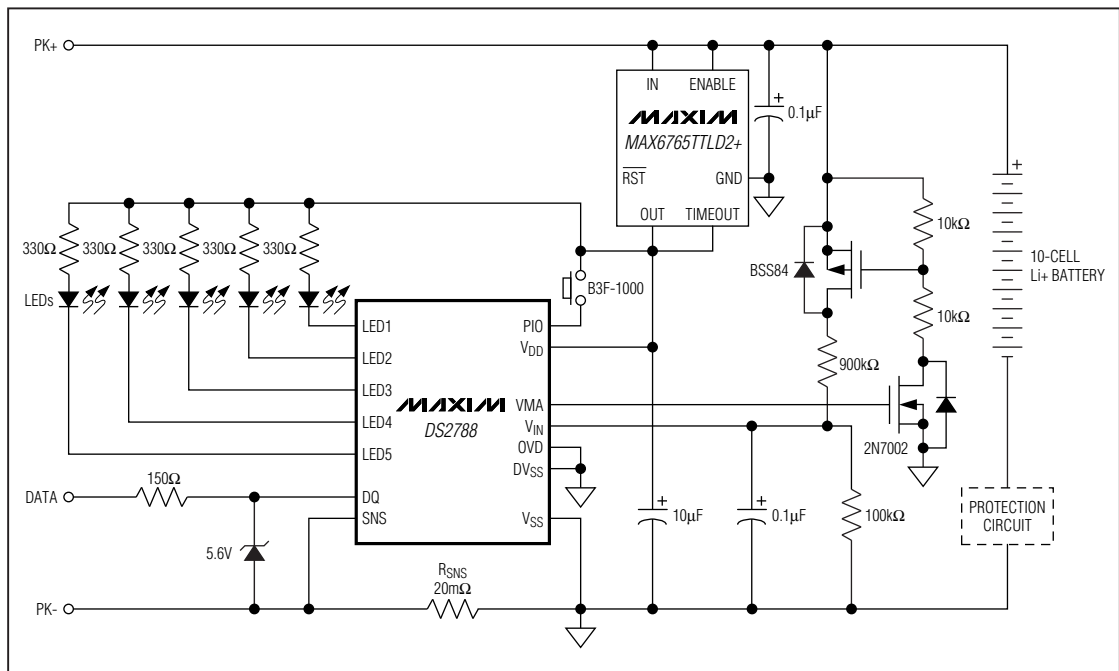 PK+
IN ENABLE
MAXIM
MAX6765TTLD2+
RST
GND
OUT TIMEOUT
+
0.1µF
10kΩ
BSS84
10kΩ
900kΩ
2N7002
+
10-CELL
Li+ BATTERY
PROTECTION
CIRCUIT
330Ω 330Ω 330Ω 330Ω 330Ω
LEDs
B3F-1000
LED1
LED2
LED3
LED4
LED5
DQ
SNS
MAXIM
DS2788
PIO
VDD
VMA
VIN
OVD
DVSS
VSS
DATA
150Ω
5.6V
+
10µF
+
0.1µF
100kΩ
RSNS
20mΩ
PK-